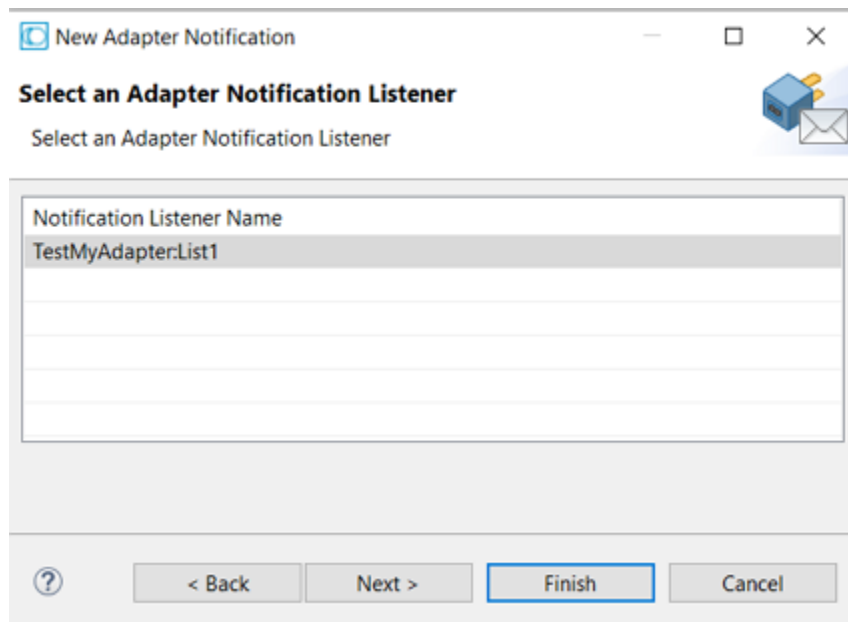 New Adapter Notification
Select an Adapter Notification Listener
Select an Adapter Notification Listener
Notification Listener Name
TestMyAdapter:List1
< Back
Next >
Finish
Cancel